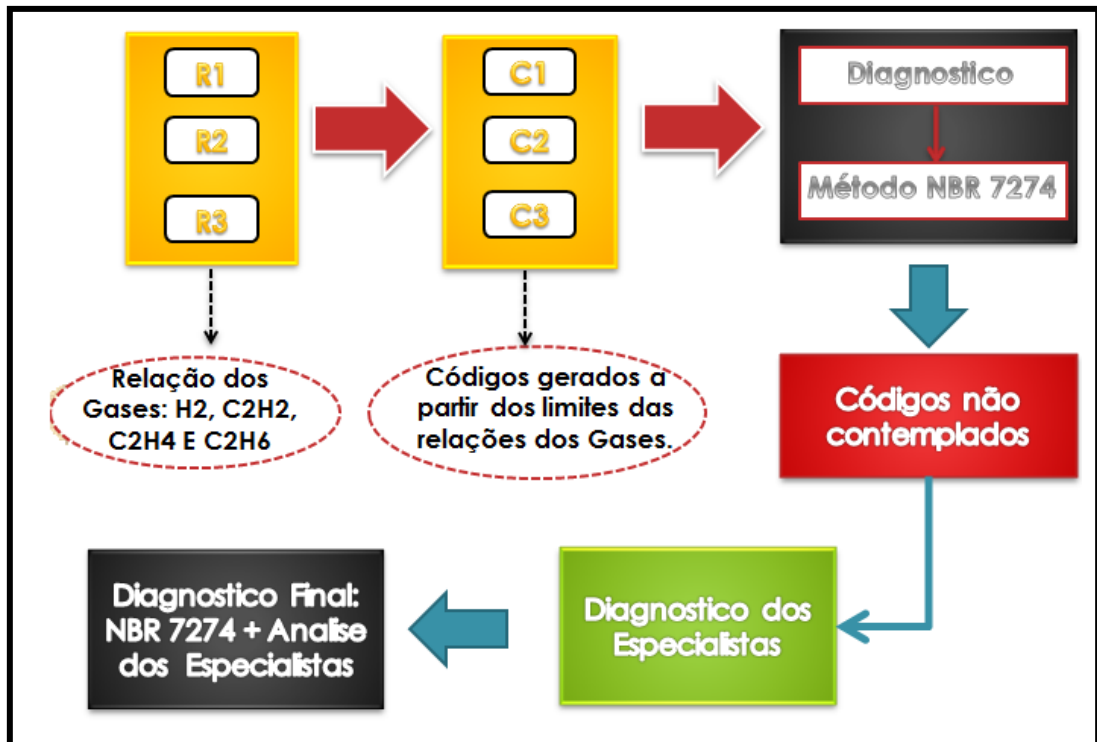 R1
R2
R3
C1
C2
C3
Diagnostico
Método NBR 7274
Relação dos
Gases: H2, C2H2,
C2H4 E C2H6
Códigos gerados a
partir dos limites das
relações dos Gases.
Códigos não
contemplados
Diagnostico dos
Especialistas
Diagnostico Final:
NBR 7274 + Analise
dos Especialistas